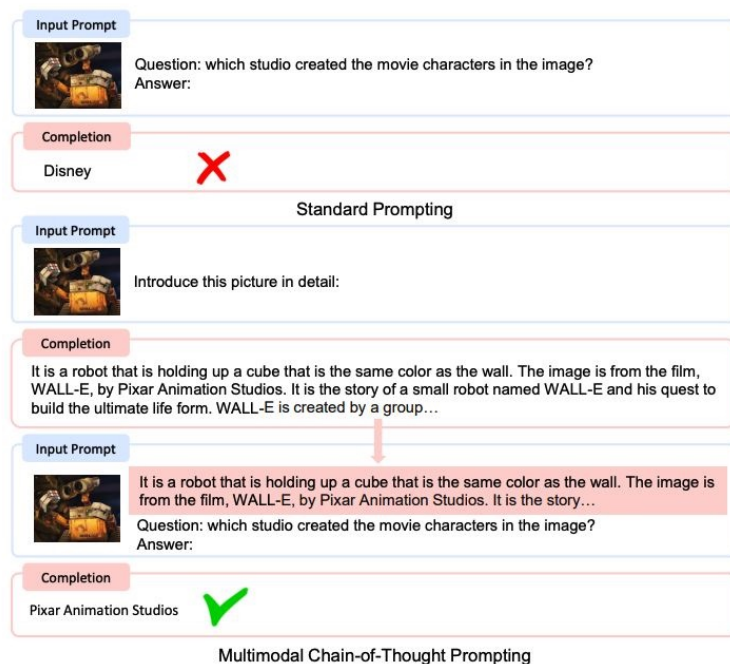 Input Prompt
Question: which studio created the movie characters in the image?
Answer:
Completion
Disney
Standard Prompting
Input Prompt
Introduce this picture in detail:
Completion
It is a robot that is holding up a cube that is the same color as the wall. The image is from the film,
WALL-E, by Pixar Animation Studios. It is the story of a small robot named WALL-E and his quest to
build the ultimate life form. WALL-E is created by a group…
Input Prompt
It is a robot that is holding up a cube that is the same color as the wall. The image is
from the film, WALL-E, by Pixar Animation Studios. It is the story…
Question: which studio created the movie characters in the image?
Answer:
Completion
Pixar Animation Studios
Multimodal Chain-of-Thought Prompting